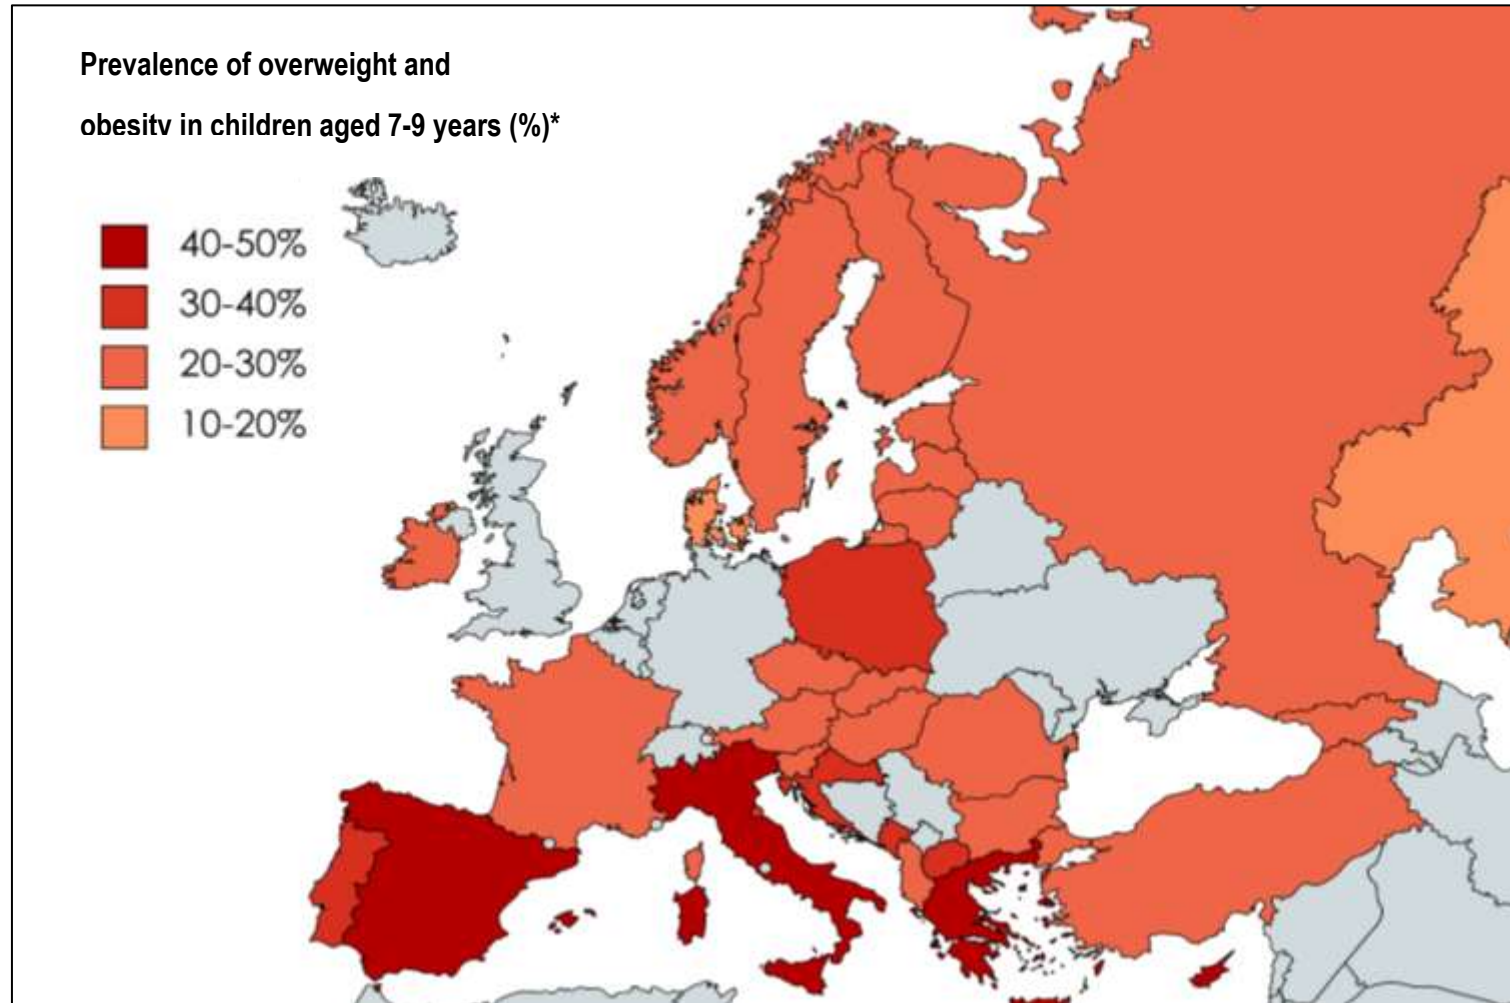 Prevalence of overweight and
obesity in children aged 7-9 years (%)*
40-50%
30-40%
20-30%
10-20%